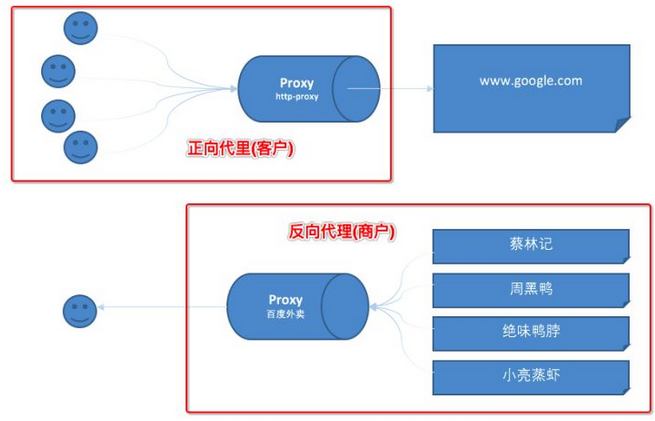 Proxy
http-proxy
www.google.com
正向代里(客户)
反向代理(商户)
蔡林记
周黑鸭
Proxy
百度外卖
绝味鸭脖
小亮蒸虾